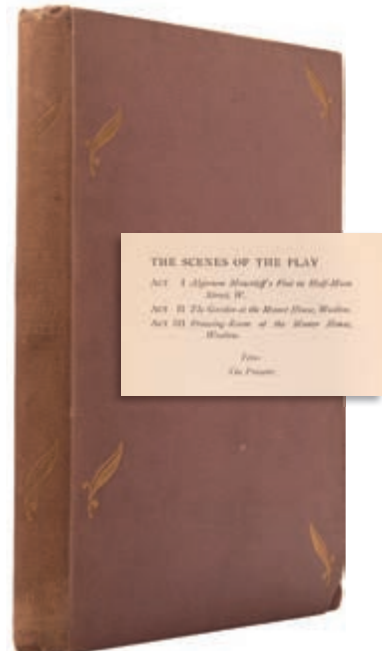 THE SCENES OF THE PLAY
Act I Algernon Moncrieff's Flat in Half-Moon
Street, W.
Act II The Garden at the Manor House, Woolton.
Act III Drawing-Room of the Manor House,
Woolton.
Time
The Present.